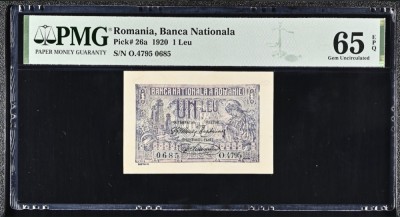 PMG
PAPER MONEY GUARANTY
Romania, Banca Nationala
Pick# 26a 1920 1 Leu
S/N O.4795 0685
65 EPQ
Gem Uncirculated
BANCA NATIONALA A ROMANIEI
UN LEU
0685 O.4795